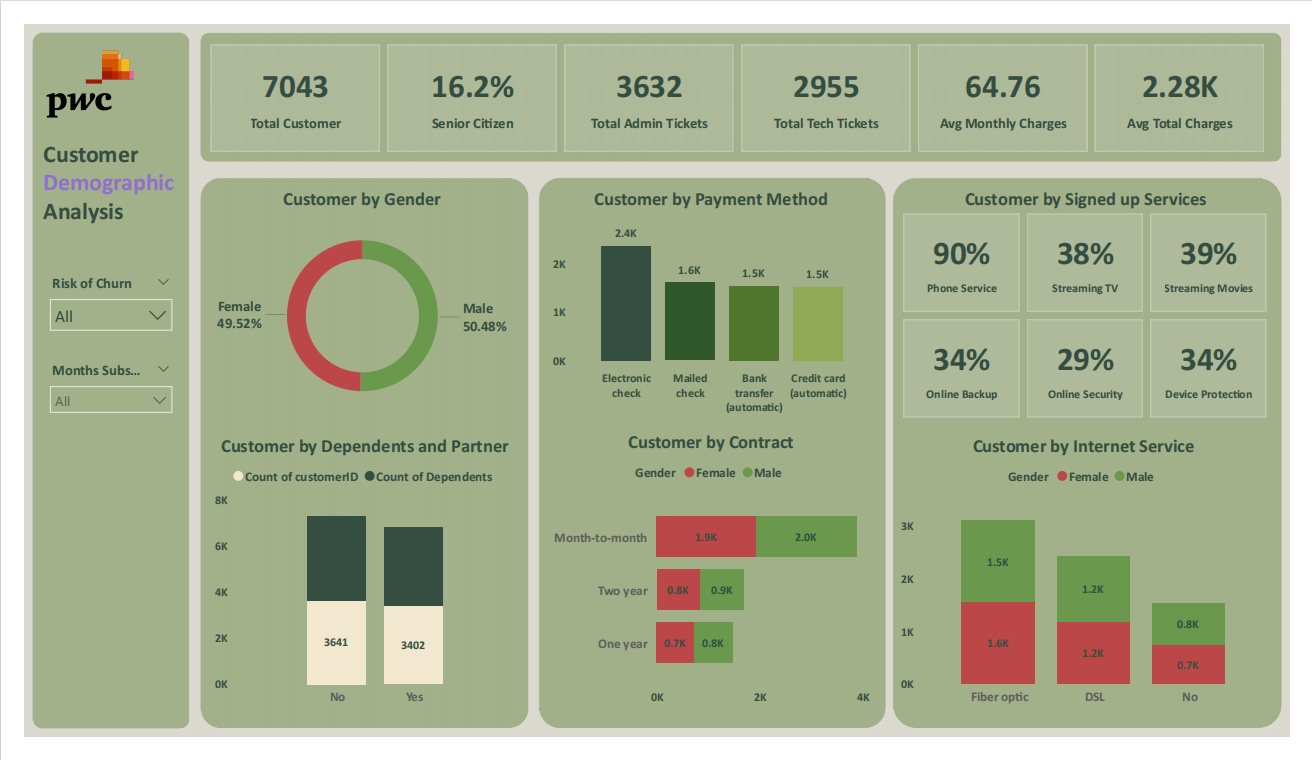 pwc
Customer
Demographic
Analysis
Risk of Churn
All
Months Subs...
All
7043
Total Customer
16.2%
Senior Citizen
3632
Total Admin Tickets
2955
Total Tech Tickets
64.76
Avg Monthly Charges
2.28K
Avg Total Charges
Customer by Gender
Female
49.52%
Male
50.48%
Customer by Payment Method
2.4K
1.6K
1.5K
1.5K
2K
1K
0K
Electronic
check
Mailed
check
Bank
transfer
(automatic)
Credit card
(automatic)
Customer by Signed up Services
90%
Phone Service
38%
Streaming TV
39%
Streaming Movies
34%
Online Backup
29%
Online Security
34%
Device Protection
Customer by Dependents and Partner
Count of customerID Count of Dependents
8K
6K
4K
2K
0K
3641
3402
No
Yes
Customer by Contract
Gender Female Male
Month-to-month
1.9K
2.0K
Two year
0.8K
0.9K
One year
0.7K
0.8K
0K
2K
4K
Customer by Internet Service
Gender Female Male
3K
2K
1K
0K
1.5K
1.6K
1.2K
1.2K
0.8K
0.7K
Fiber optic
DSL
No